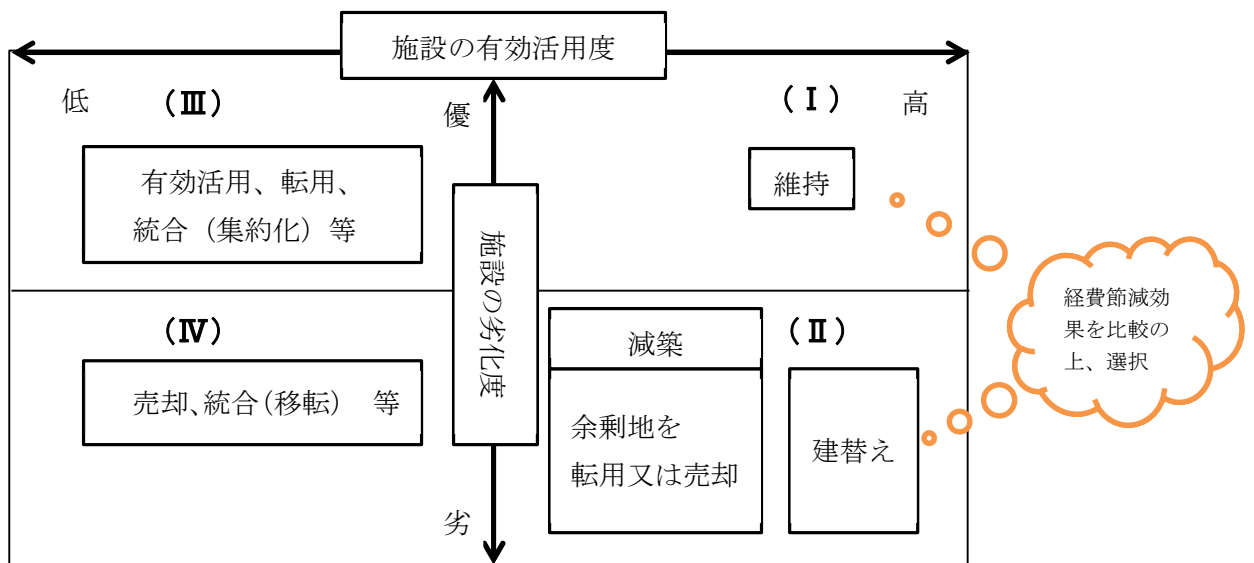 施設の有効活用度
低
（Ⅲ）
優
（Ⅰ）
高
有効活用、転用、
統合（集約化）等
維持
施設の劣化度
経費節減効
果を比較の
上、選択
（Ⅳ）
売却、統合（移転）　等
減築
余剰地を
転用又は売却
（Ⅱ）
建替え
劣